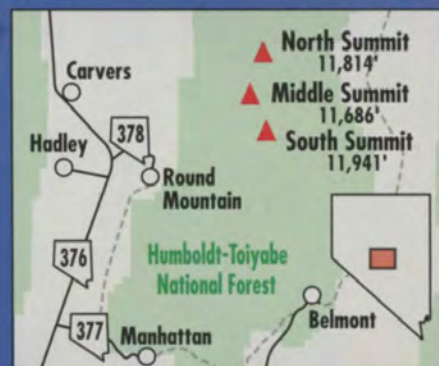 North Summit
11,814'
Carvers
Middle Summit
11,686'
378
South Summit
11,941'
Hadley
Round
Mountain
376
Humboldt-Toiyabe
National Forest
Belmont
377
Manhattan